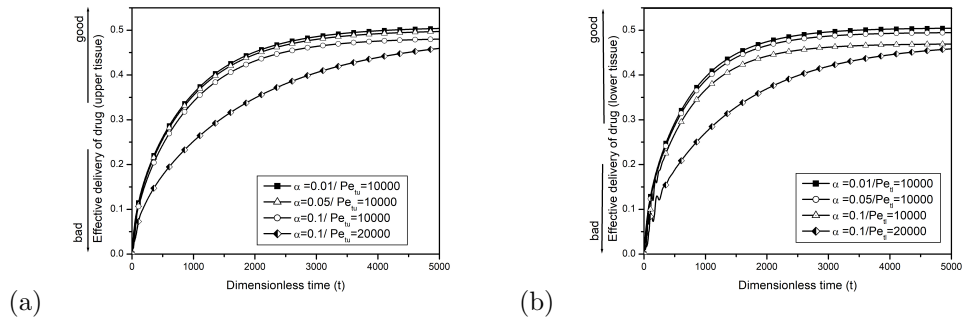 good
bad
Effective delivery of drug (upper tissue)
0.5
0.4
0.3
0.2
0.1
0.0
α =0.01/ Pe_tu=10000
α=0.05/ Pe_tu=10000
α=0.1/ Pe_tu=10000
α=0.1/ Pe_tu=20000
0 1000 2000 3000 4000 5000
Dimensionless time (t)
(a)
good
bad
Effective delivery of drug (lower tissue)
0.5
0.4
0.3
0.2
0.1
0.0
α =0.01/Pe_tl=10000
α =0.05/Pe_tl=10000
α =0.1/Pe_tl=10000
α =0.1/Pe_tl=20000
0 1000 2000 3000 4000 5000
Dimensionless time (t)
(b)